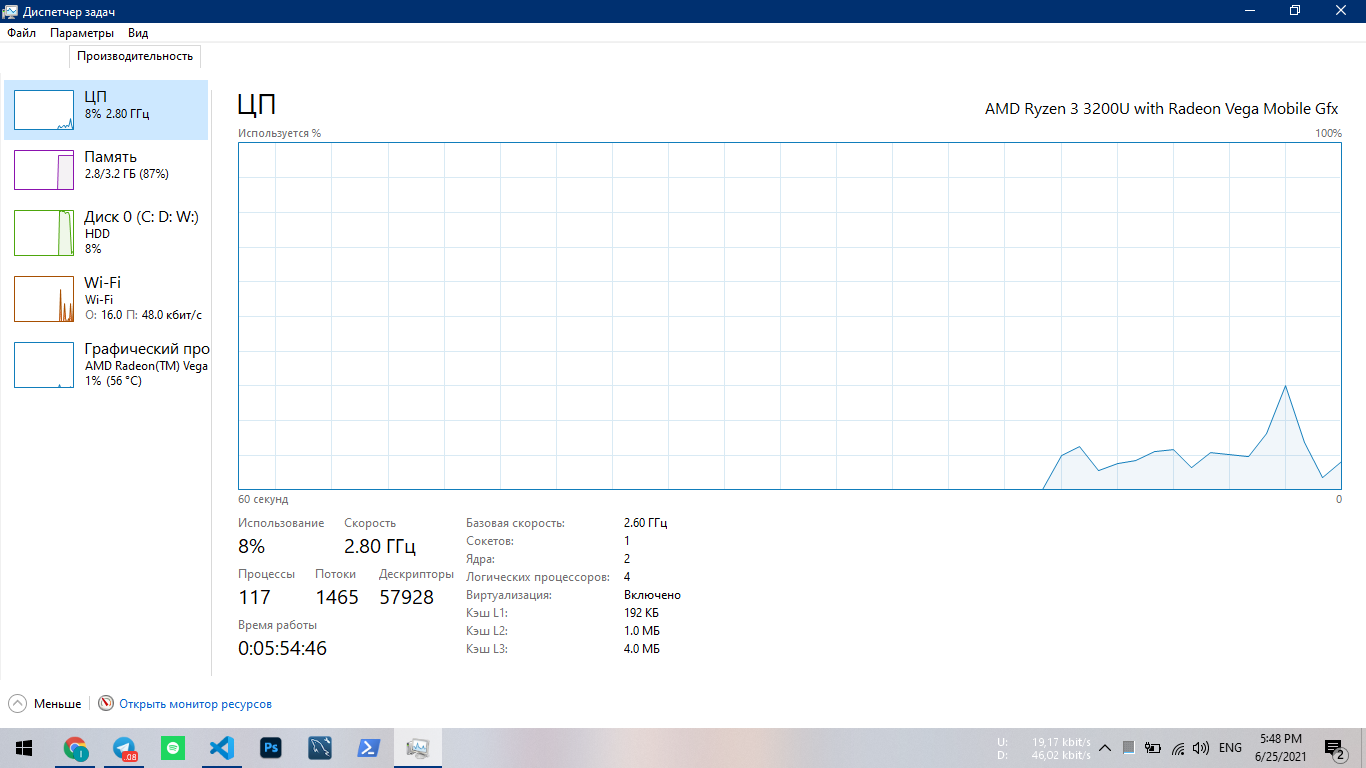 Диспетчер задач
Файл Параметры Вид
Производительность
ЦП
8% 2.80 ГГц
Память
2.8/3.2 ГБ (87%)
Диск 0 (C: D: W:)
HDD
8%
Wi-Fi
Wi-Fi
О: 16.0 П: 48.0 кбит/с
Графический про
AMD Radeon(TM) Vega
1% (56 °C)
ЦП
AMD Ryzen 3 3200U with Radeon Vega Mobile Gfx
Используется %
100%
60 секунд
0
Использование Скорость
8% 2.80 ГГц
Процессы Потоки Дескрипторы
117 1465 57928
Время работы
0:05:54:46
Базовая скорость: 2.60 ГГц
Сокетов: 1
Ядра: 2
Логических процессоров: 4
Виртуализация: Включено
Кэш L1: 192 КБ
Кэш L2: 1.0 МБ
Кэш L3: 4.0 МБ
Меньше
Открыть монитор ресурсов
.08
Ps
U: 19,17 kbit/s
D: 46,02 kbit/s
ENG
5:48 PM
6/25/2021
2